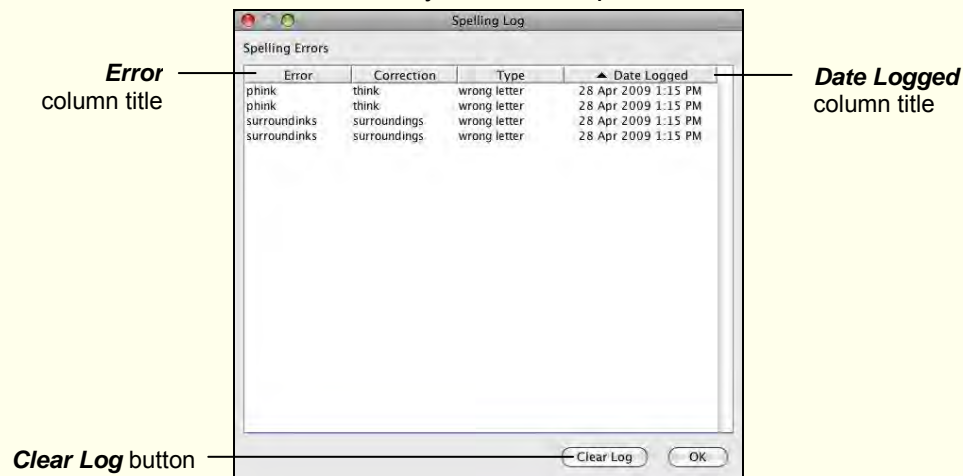 Spelling Log
Spelling Errors
Error Correction Type ▲ Date Logged
phink think wrong letter 28 Apr 2009 1:15 PM
phink think wrong letter 28 Apr 2009 1:15 PM
surroundinks surroundings wrong letter 28 Apr 2009 1:15 PM
surroundinks surroundings wrong letter 28 Apr 2009 1:15 PM
Error
column title
Date Logged
column title
Clear Log button
Clear Log OK